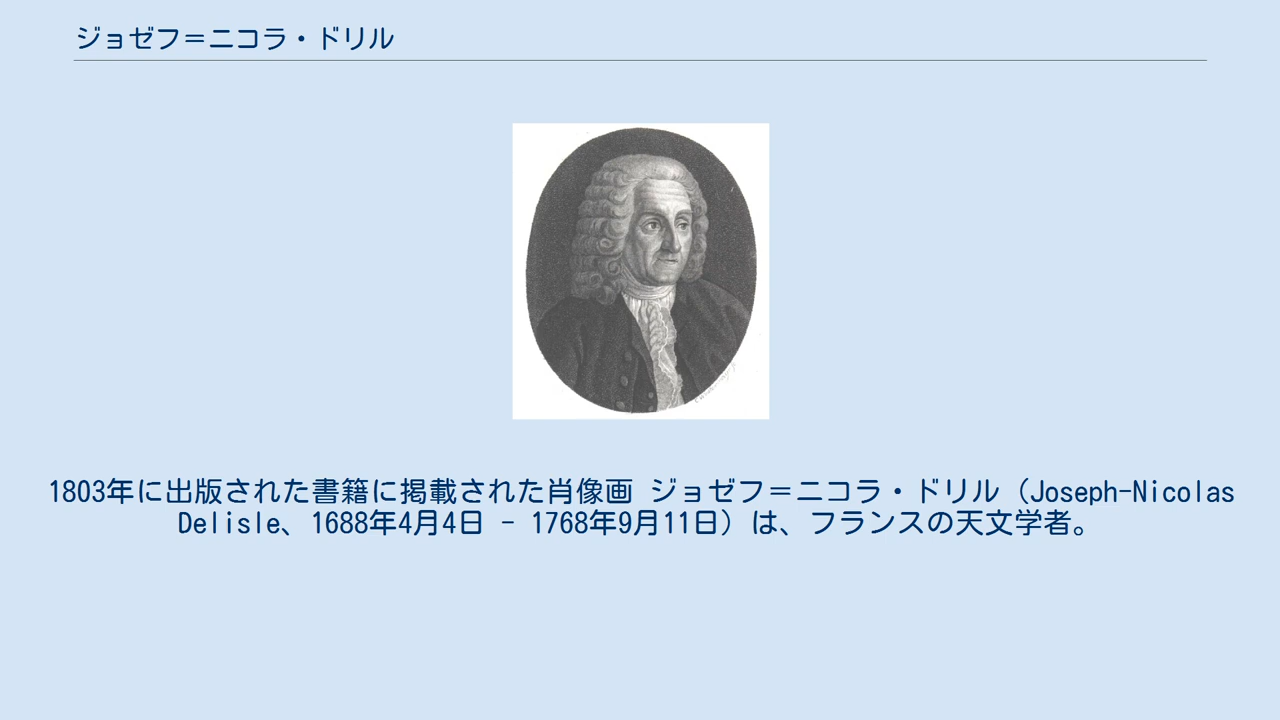 ジョゼフ＝ニコラ・ドリル
1803年に出版された書籍に掲載された肖像画 ジョゼフ＝ニコラ・ドリル（Joseph-Nicolas
Delisle、1688年4月4日 - 1768年9月11日）は、フランスの天文学者。